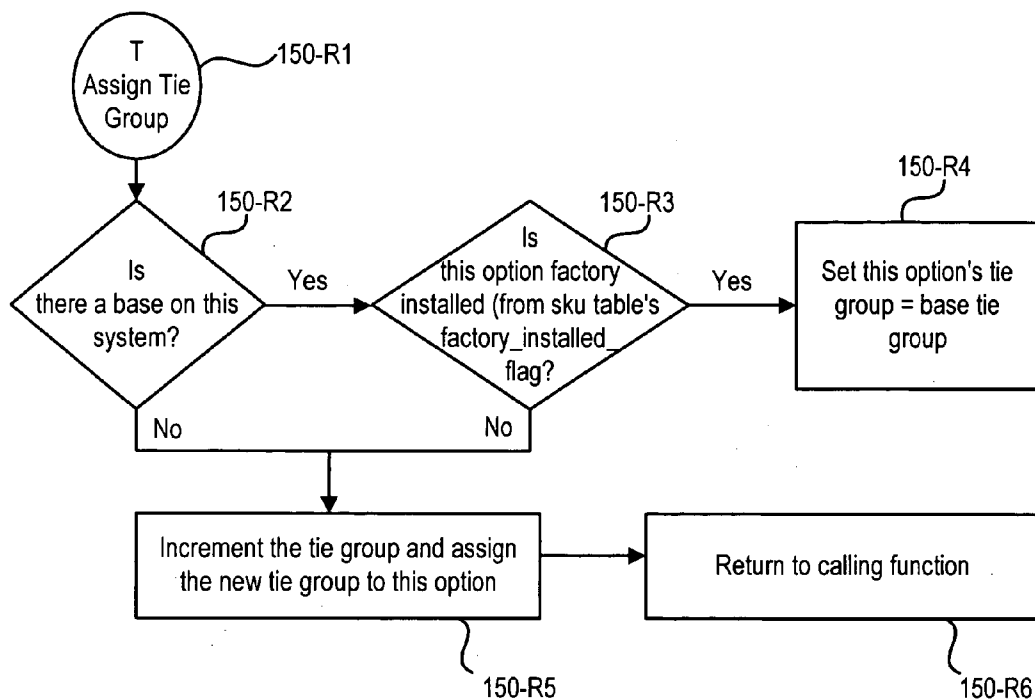 T
Assign Tie
Group
150-R1
150-R2
Is
there a base on this
system?
Yes
No
150-R3
Is
this option factory
installed (from sku table's
factory_installed_
flag?
Yes
No
150-R4
Set this option's tie
group = base tie
group
Increment the tie group and assign
the new tie group to this option
150-R5
Return to calling function
150-R6